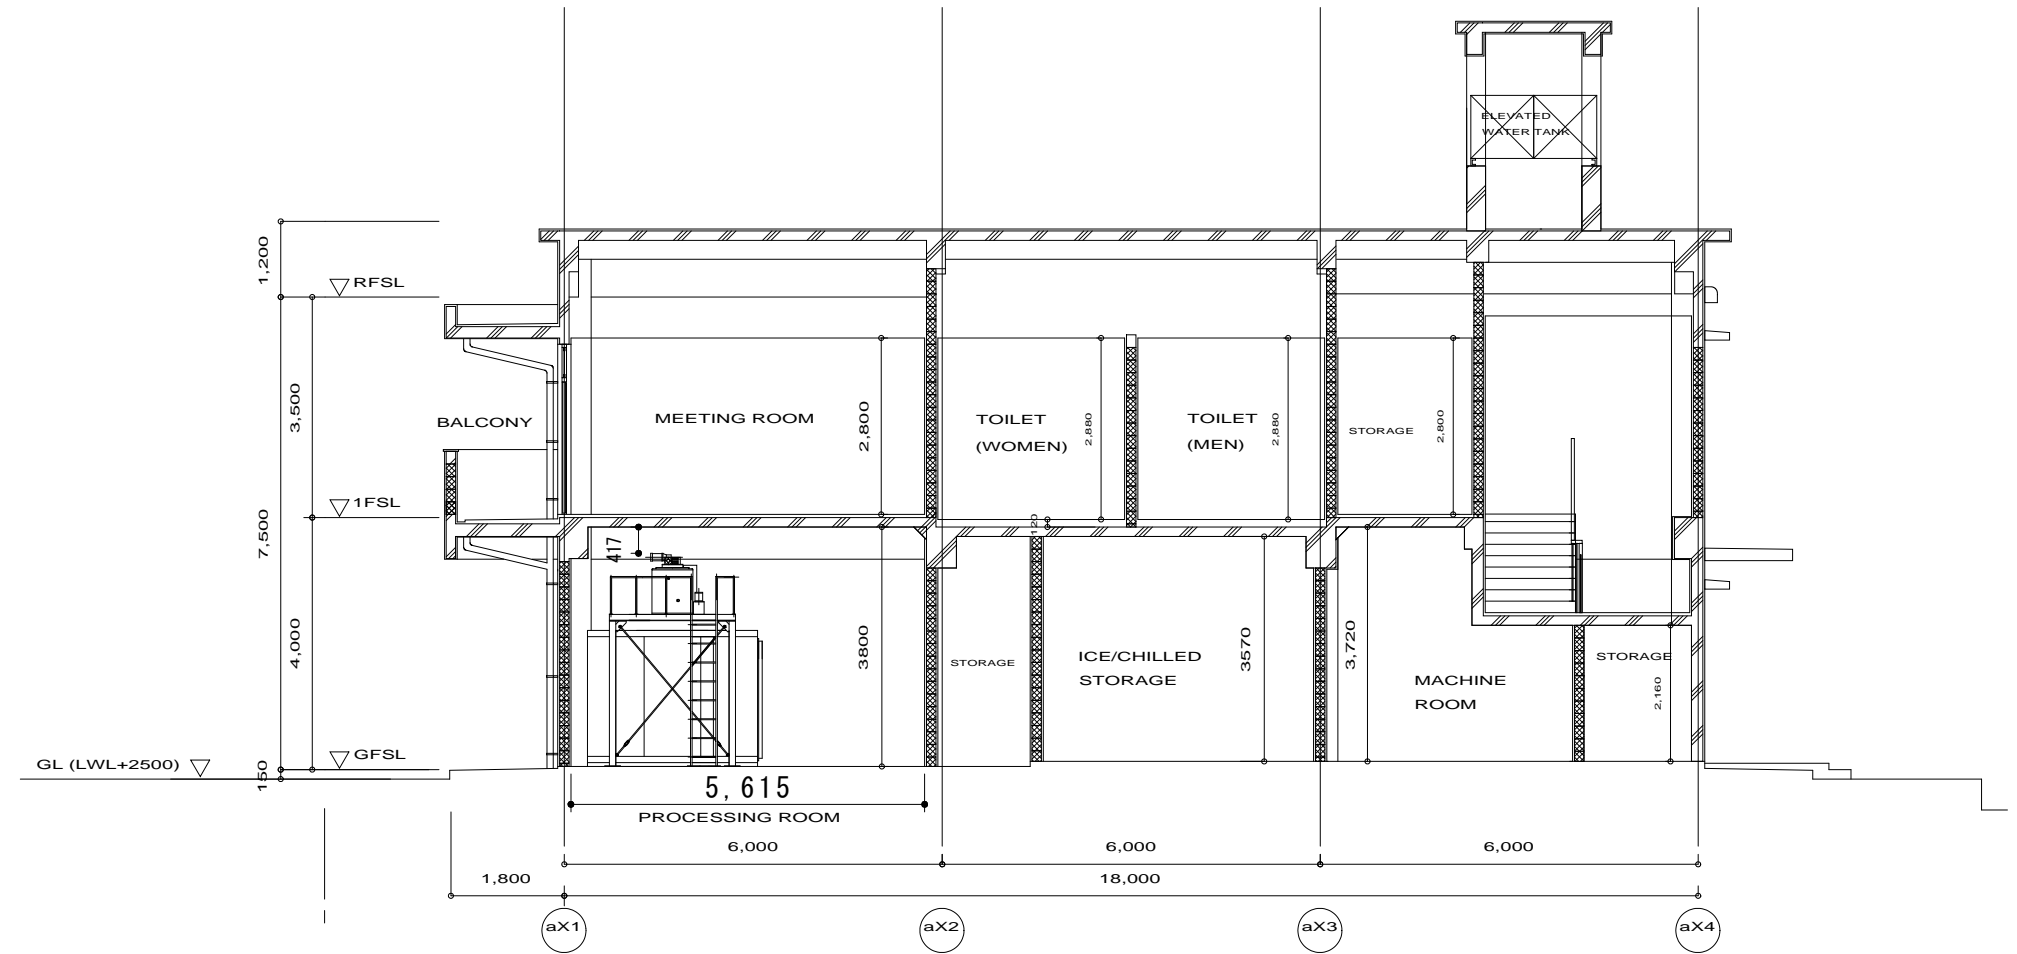 ELEVATED
WATER TANK
1,200
RFSL
3,500
BALCONY
MEETING ROOM
2,800
TOILET
(WOMEN)
2,880
TOILET
(MEN)
2,880
STORAGE
2,800
1FSL
7,500
120
417
4,000
3800
STORAGE
ICE/CHILLED
STORAGE
3570
3,720
MACHINE
ROOM
STORAGE
2,160
GL (LWL+2500)
GFSL
150
5,615
PROCESSING ROOM
6,000
6,000
6,000
1,800
18,000
aX1
aX2
aX3
aX4